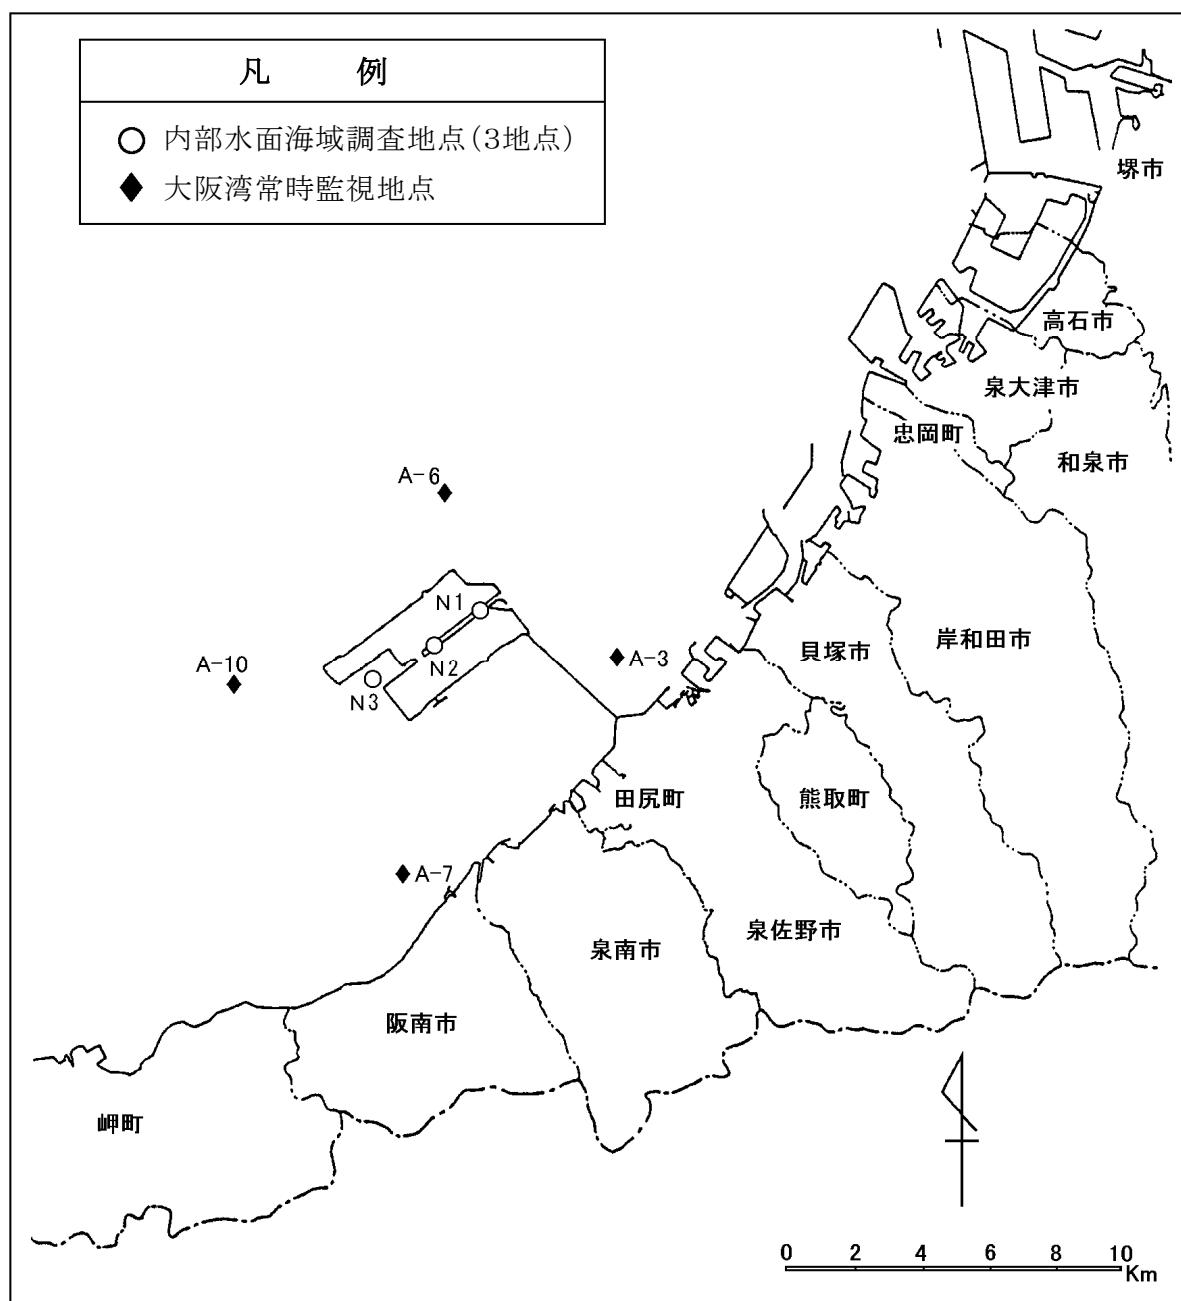 凡　例
内部水面海域調査地点(3地点)
大阪湾常時監視地点
堺市
高石市
泉大津市
忠岡町
和泉市
A-6
N1
N2
N3
A-10
A-3
貝塚市
岸和田市
田尻町
熊取町
A-7
泉佐野市
泉南市
阪南市
岬町
0 2 4 6 8 10
Km